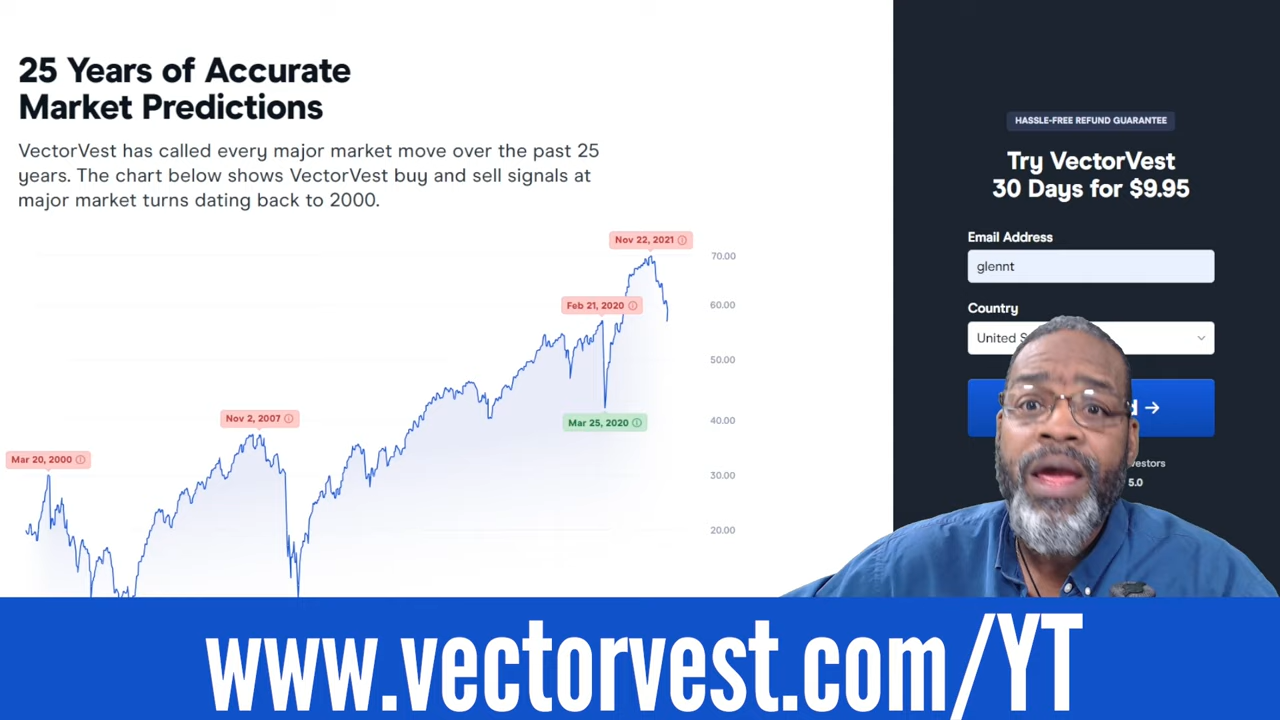 25 Years of Accurate
Market Predictions
VectorVest has called every major market move over the past 25
years. The chart below shows VectorVest buy and sell signals at
major market turns dating back to 2000.
Nov 22, 2021
70.00
Feb 21, 2020
60.00
50.00
Mar 25, 2020
40.00
Nov 2, 2007
Mar 20, 2000
30.00
20.00
HASSLE-FREE REFUND GUARANTEE
Try VectorVest
30 Days for $9.95
Email Address
glennt
Country
United
5.0
www.vectorvest.com/YT